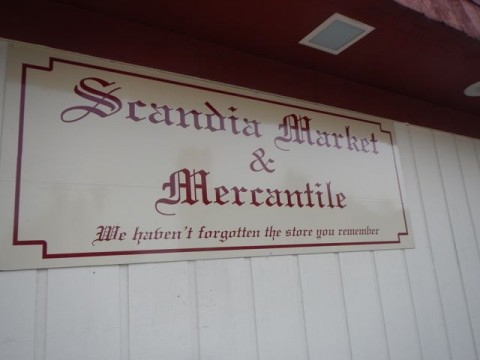 Scandia Market
&
Mercantile
We haven't forgotten the store you remember